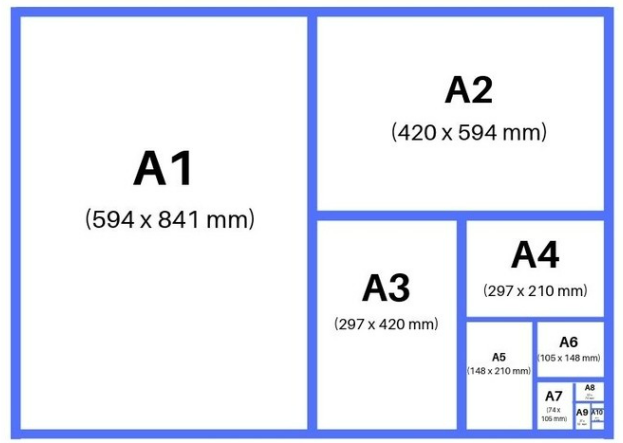 A1
(594 x 841 mm)
A2
(420 x 594 mm)
A3
(297 x 420 mm)
A4
(297 x 210 mm)
A5
(148 x 210 mm)
A6
(105 x 148 mm)
A7
(74 x
105 mm)
A8
A9
A10